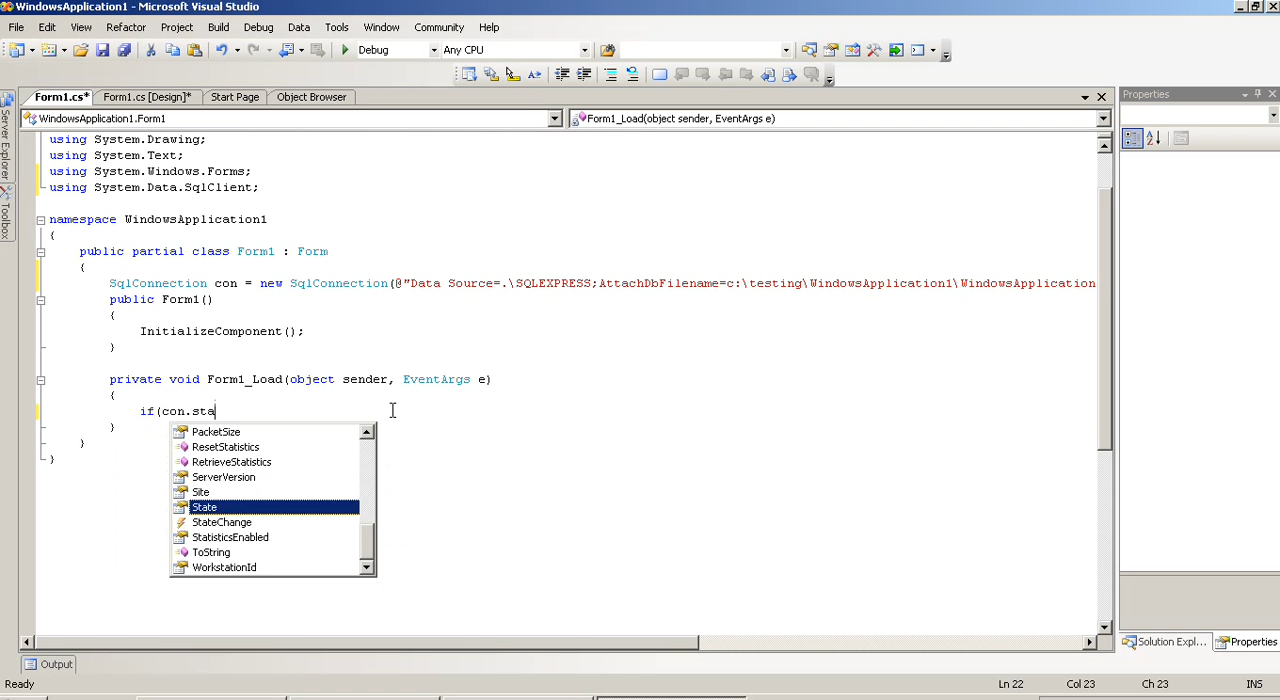 WindowsApplication1 - Microsoft Visual Studio
File Edit View Refactor Project Build Debug Data Tools Window Community Help
Debug Any CPU
Form1.cs* Form1.cs [Design]* Start Page Object Browser
Properties
WindowsApplication1.Form1 Form1_Load(object sender, EventArgs e)
Server Explorer
Toolbox
using System.Drawing;
using System.Text;
using System.Windows.Forms;
using System.Data.SqlClient;
namespace WindowsApplication1
{
public partial class Form1 : Form
{
SqlConnection con = new SqlConnection(@"Data Source=.\SQLEXPRESS;AttachDbFilename=c:\testing\WindowsApplication1\WindowsApplication
public Form1()
{
InitializeComponent();
}
private void Form1_Load(object sender, EventArgs e)
{
if(con.sta
}
}
}
PacketSize
ResetStatistics
RetrieveStatistics
ServerVersion
Site
State
StateChange
StatisticsEnabled
ToString
WorkstationId
Solution Expl... Properties
Output
Ready Ln 22 Col 23 Ch 23 INS